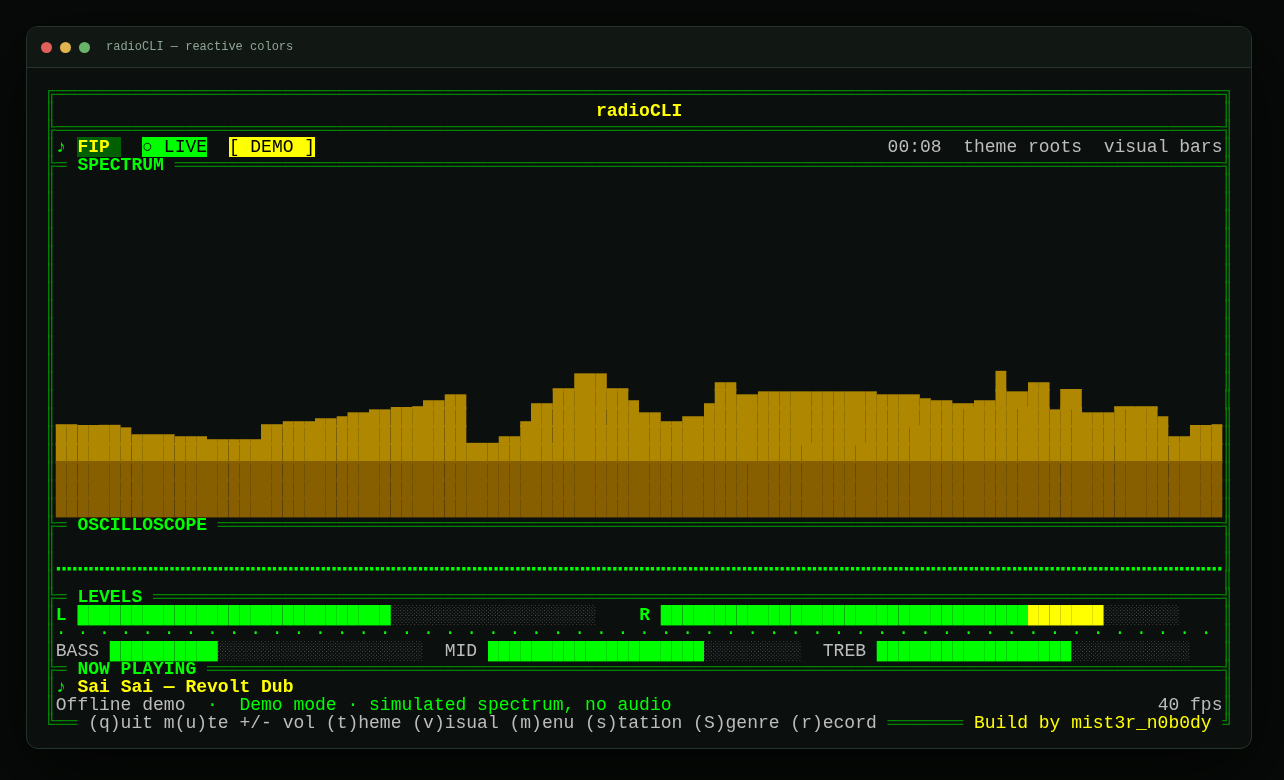 radioCLI — reactive colors
radioCLI
♪ FIP ○ LIVE [ DEMO ] 00:08 theme roots visual bars
SPECTRUM
OSCILLOSCOPE
LEVELS
L R
BASS MID TREB
NOW PLAYING
♪ Sai Sai — Revolt Dub
Offline demo · Demo mode · simulated spectrum, no audio 40 fps
(q)uit m(u)te +/- vol (t)heme (v)isual (m)enu (s)tation (S)genre (r)ecord Build by mist3r_n0b0dy